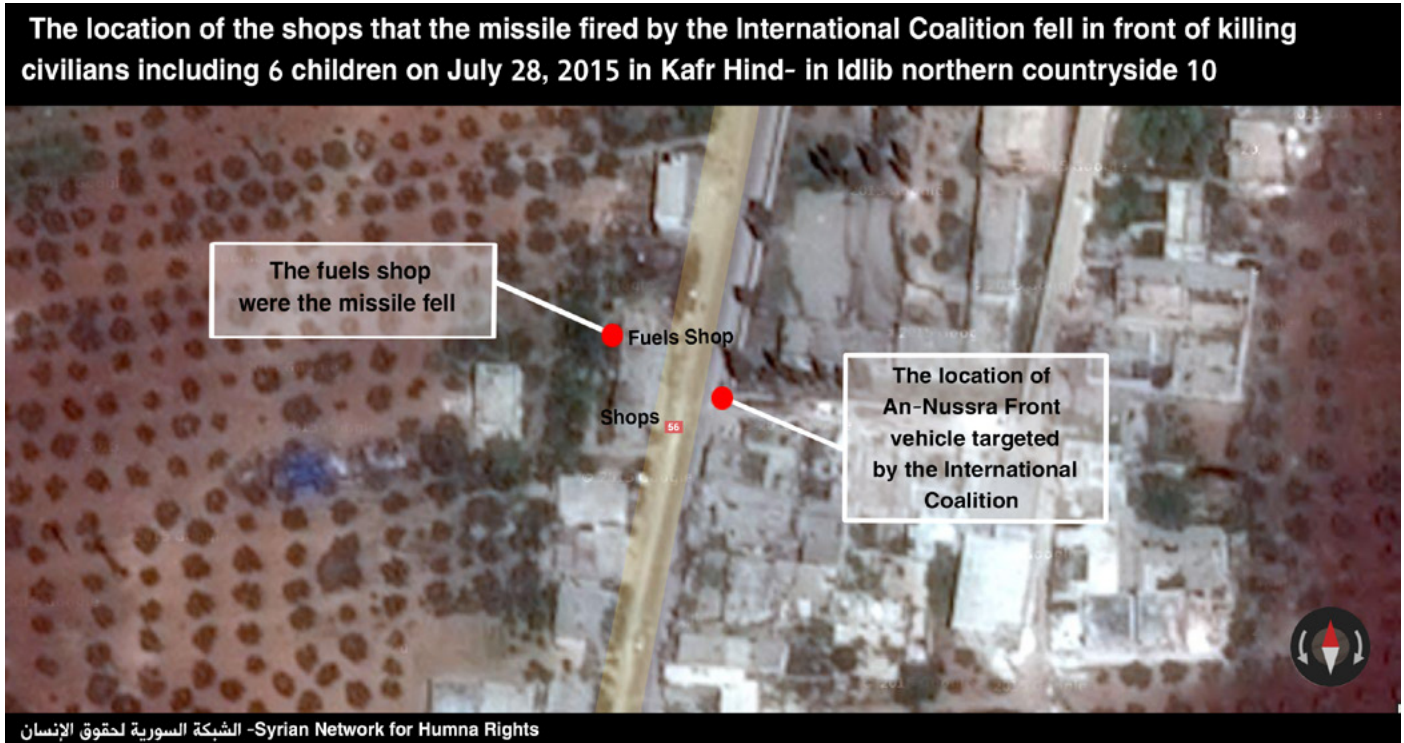 The location of the shops that the missile fired by the International Coalition fell in front of killing
civilians including 6 children on July 28, 2015 in Kafr Hind- in Idlib northern countryside 10
The fuels shop
were the missile fell
Fuels Shop
The location of
An-Nussra Front
vehicle targeted
by the International
Coalition
Shops
56
الشبكة السورية لحقوق الإنسان -Syrian Network for Humna Rights